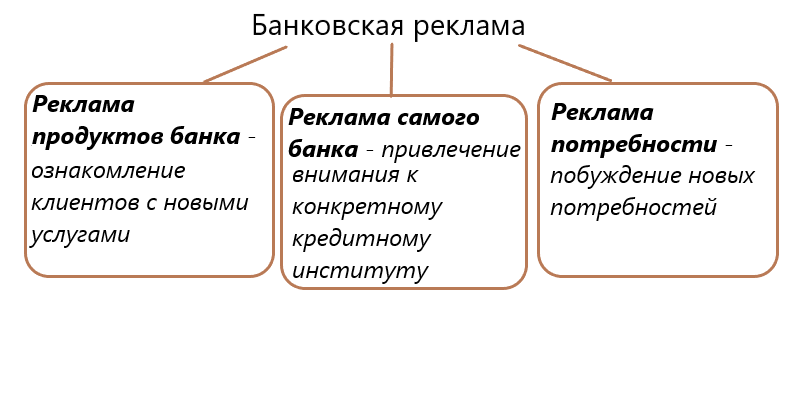 Банковская реклама
Реклама
продуктов банка -
ознакомление
клиентов с новыми
услугами
Реклама самого
банка - привлечение
внимания к
конкретному
кредитному
институту
Реклама
потребности -
побуждение новых
потребностей